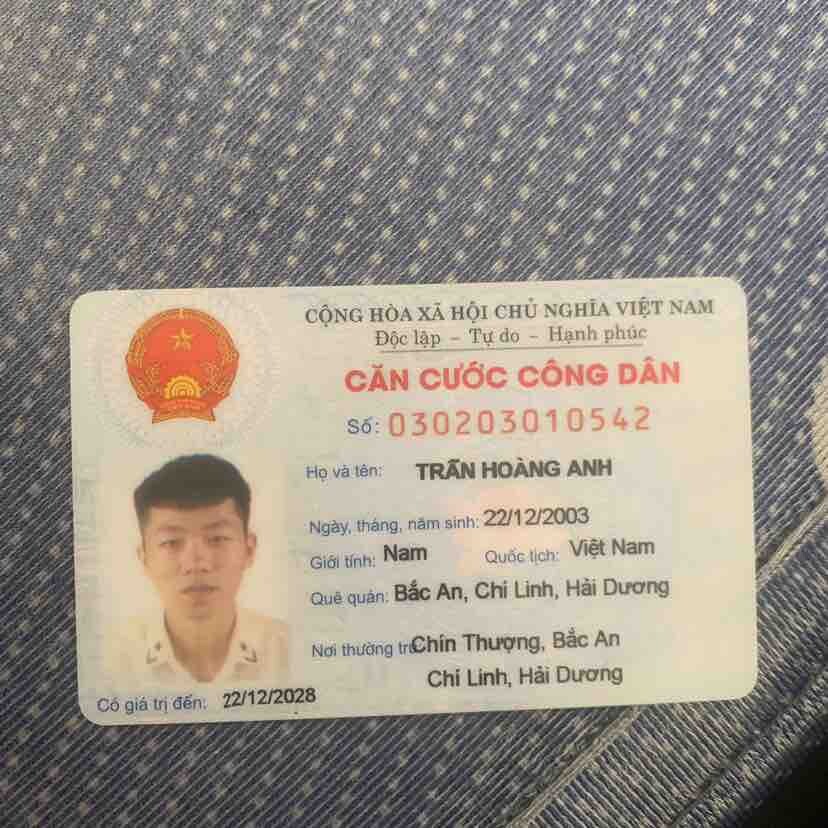 CỘNG HÒA XÃ HỘI CHỦ NGHĨA VIỆT NAM
Độc lập – Tự do – Hạnh phúc
CĂN CƯỚC CÔNG DÂN
Số: 030203010542
Họ và tên: TRẤN HOÀNG ANH
Ngày, tháng, năm sinh: 22/12/2003
Giới tính: Nam Quốc tịch: Việt Nam
Quê quán: Bắc An, Chí Linh, Hải Dương
Nơi thường trú Chín Thượng, Bắc An
Chí Linh, Hải Dương
Có giá trị đến: 22/12/2028